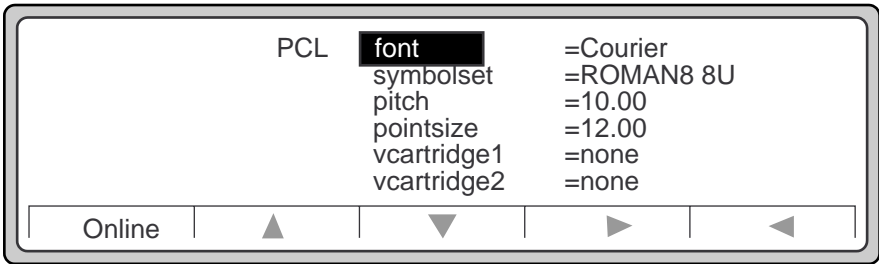 PCL font =Courier
symbolset =ROMAN8 8U
pitch =10.00
pointsize =12.00
vcartridge1 =none
vcartridge2 =none
Online